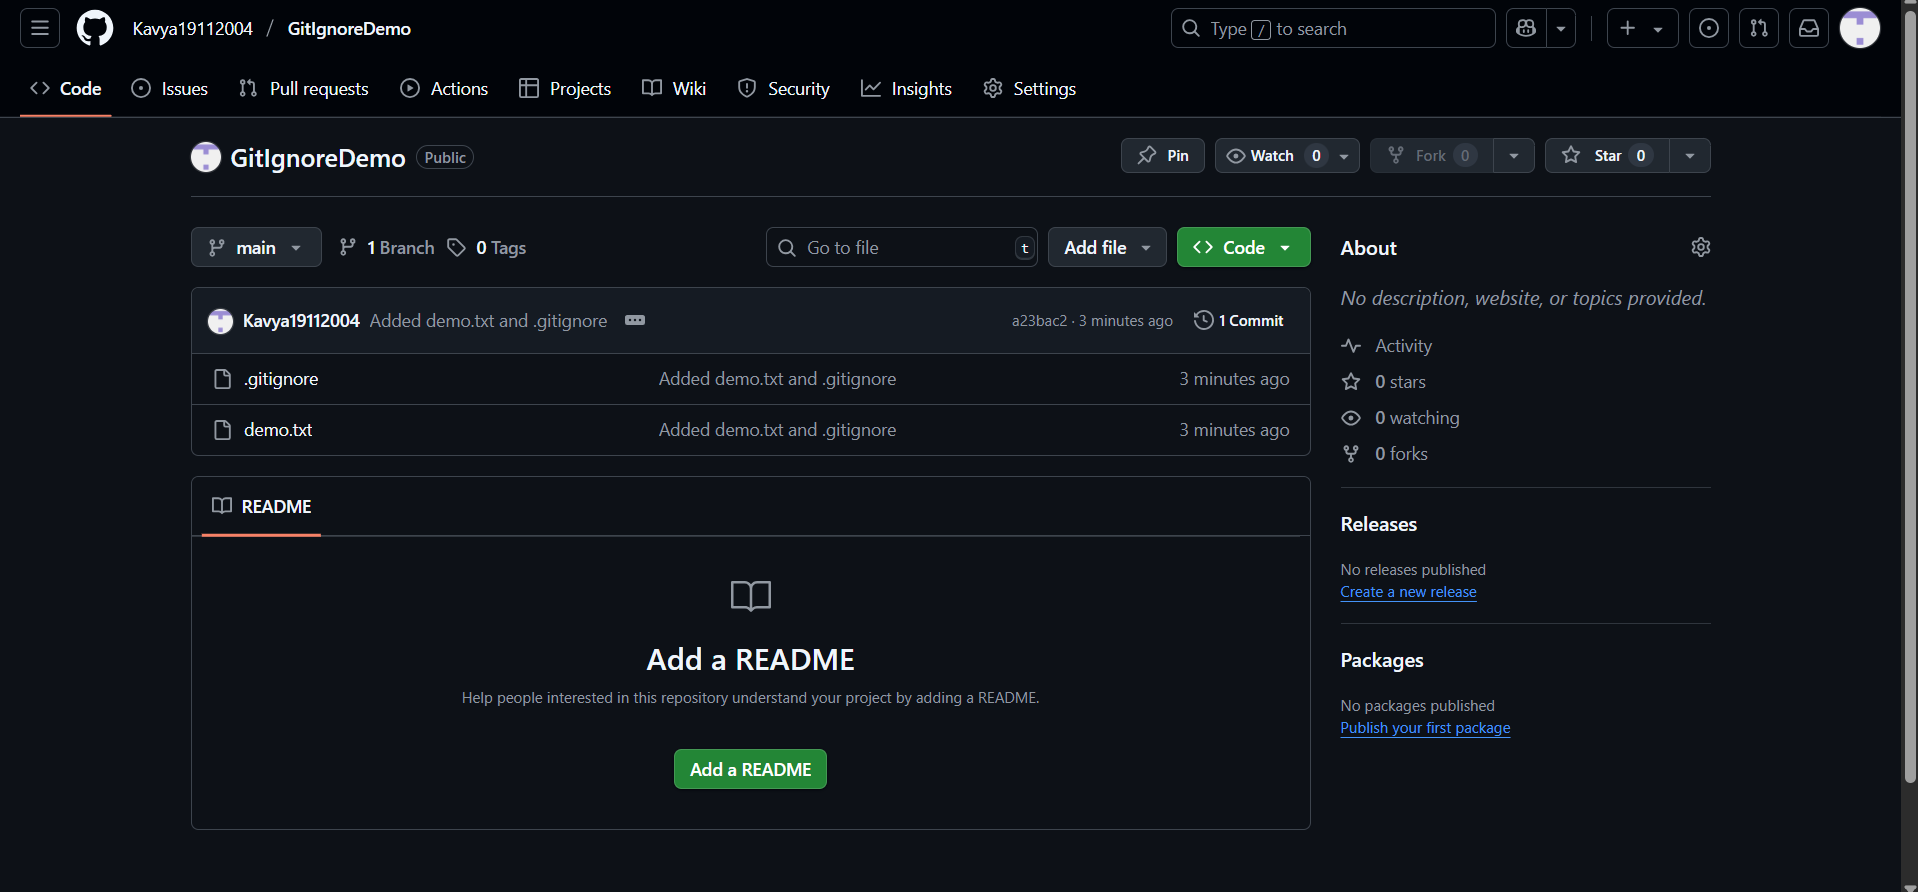 Kavya19112004 / GitIgnoreDemo
Type / to search
Code Issues Pull requests Actions Projects Wiki Security Insights Settings
GitIgnoreDemo Public
Pin Watch 0 Fork 0 Star 0
main 1 Branch 0 Tags Go to file t Add file Code
Kavya19112004 Added demo.txt and .gitignore a23bac2 · 3 minutes ago 1 Commit
.gitignore Added demo.txt and .gitignore 3 minutes ago
demo.txt Added demo.txt and .gitignore 3 minutes ago
README
Add a README
Help people interested in this repository understand your project by adding a README.
Add a README
About
No description, website, or topics provided.
Activity
0 stars
0 watching
0 forks
Releases
No releases published
Create a new release
Packages
No packages published
Publish your first package